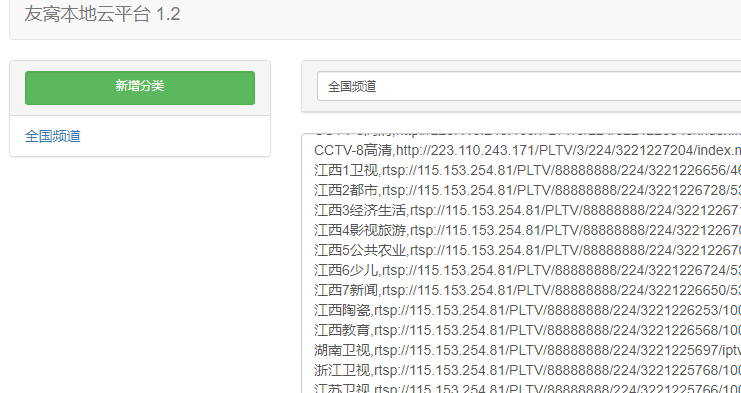 友窝本地云平台 1.2
新增分类
全国频道
全国频道
CCTV-8高清,http://223.110.243.171/PLTV/3/224/3221227204/index.m
江西1卫视,rtsp://115.153.254.81/PLTV/88888888/224/3221226656/46
江西2都市,rtsp://115.153.254.81/PLTV/88888888/224/3221226728/53
江西3经济生活,rtsp://115.153.254.81/PLTV/88888888/224/322122671
江西4影视旅游,rtsp://115.153.254.81/PLTV/88888888/224/322122670
江西5公共农业,rtsp://115.153.254.81/PLTV/88888888/224/322122670
江西6少儿,rtsp://115.153.254.81/PLTV/88888888/224/3221226724/53
江西7新闻,rtsp://115.153.254.81/PLTV/88888888/224/3221226650/53
江西陶瓷,rtsp://115.153.254.81/PLTV/88888888/224/3221226253/100
江西教育,rtsp://115.153.254.81/PLTV/88888888/224/3221226568/100
湖南卫视,rtsp://115.153.254.81/PLTV/88888888/224/3221225697/iptv
浙江卫视,rtsp://115.153.254.81/PLTV/88888888/224/3221225768/100
江苏卫视,rtsp://115.153.254.81/PLTV/88888888/224/3221225766/100